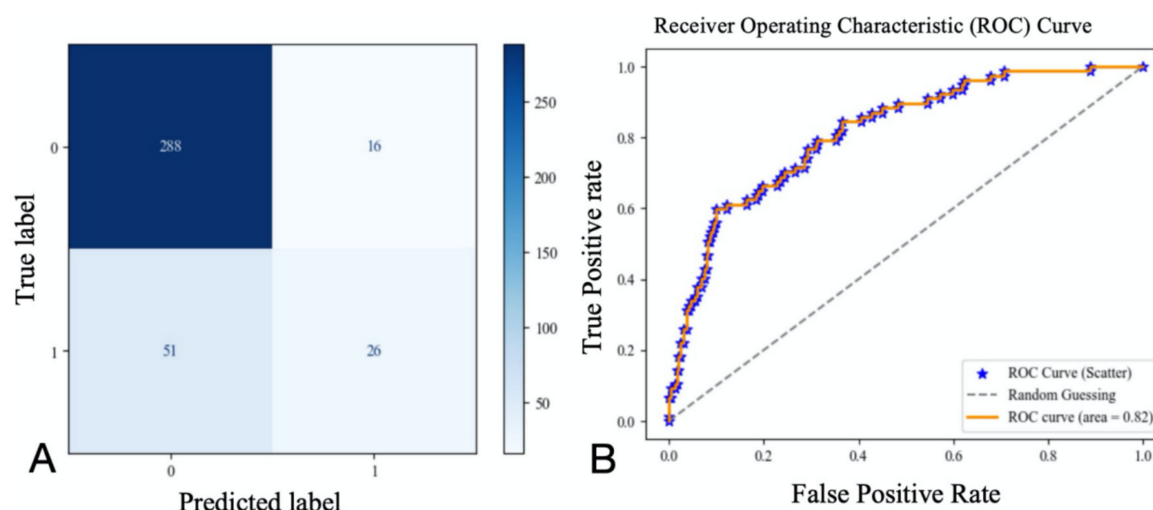 0
1
True label
288
16
51
26
0
1
Predicted label
250
200
150
100
50
A
Receiver Operating Characteristic (ROC) Curve
1.0
0.8
0.6
0.4
0.2
0.0
True Positive rate
ROC Curve (Scatter)
Random Guessing
ROC curve (area = 0.82)
0.0
0.2
0.4
0.6
0.8
1.0
False Positive Rate
B